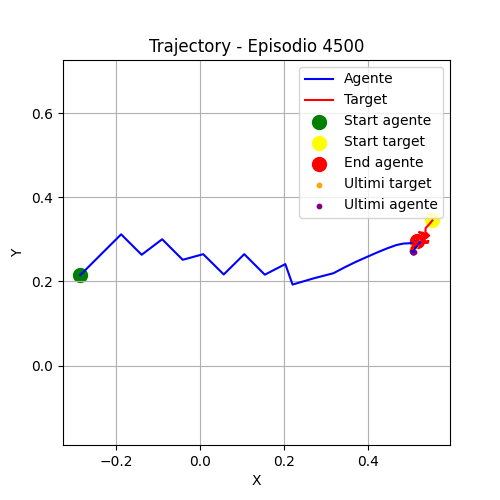 Trajectory - Episodio 4500
Agente
Target
Start agente
Start target
End agente
Ultimi target
Ultimi agente
0.6
0.4
0.2
0.0
Y
−0.2
0.0
0.2
0.4
X